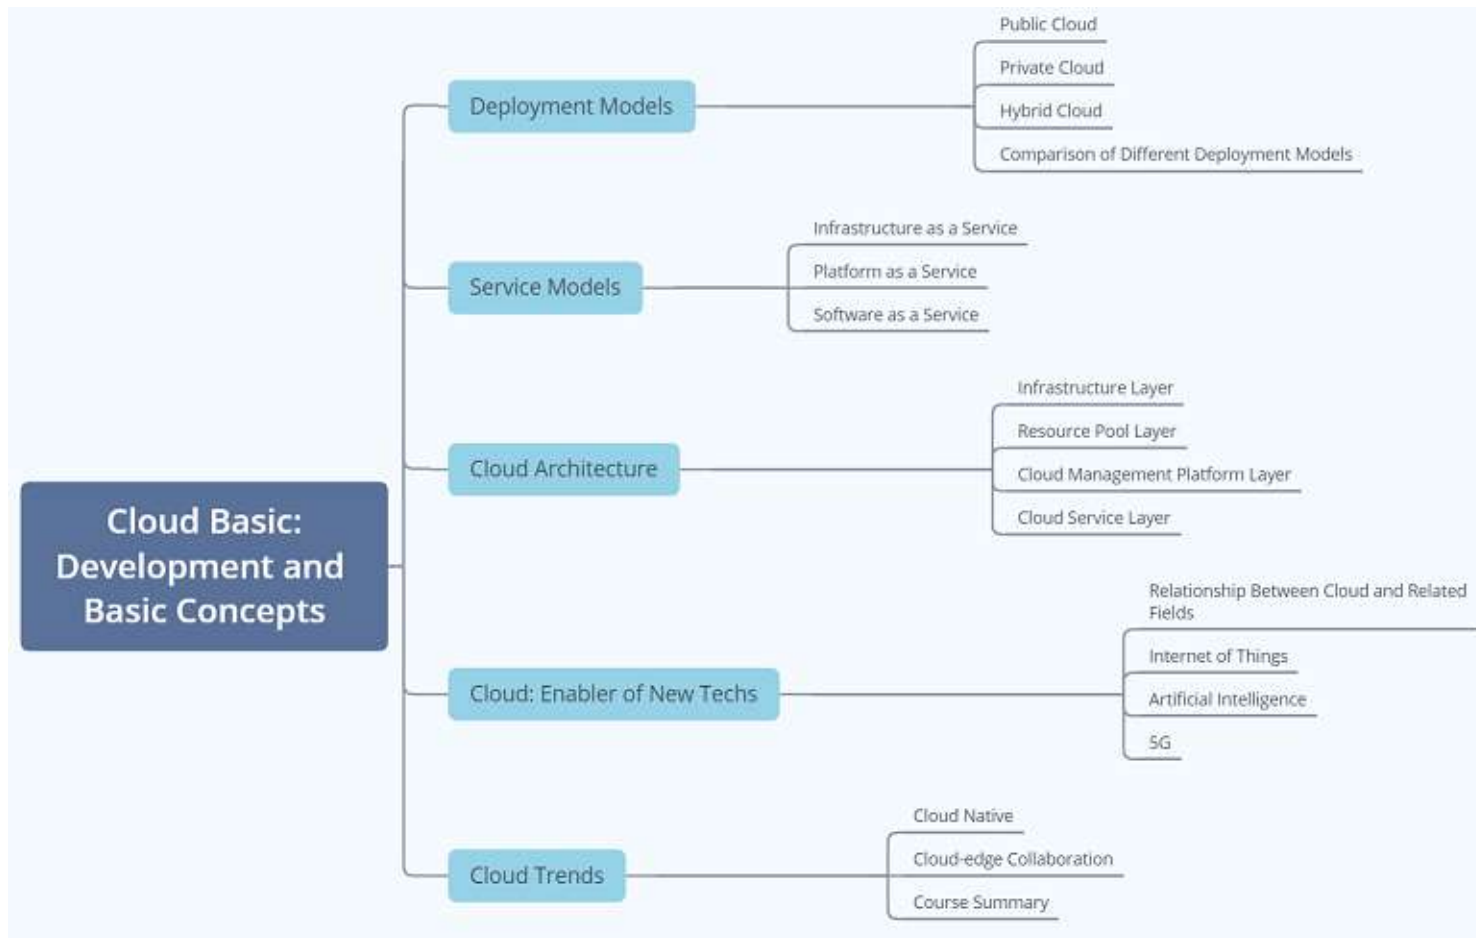 Cloud Basic:
Development and
Basic Concepts
Deployment Models
Public Cloud
Private Cloud
Hybrid Cloud
Comparison of Different Deployment Models
Service Models
Infrastructure as a Service
Platform as a Service
Software as a Service
Cloud Architecture
Infrastructure Layer
Resource Pool Layer
Cloud Management Platform Layer
Cloud Service Layer
Cloud: Enabler of New Techs
Relationship Between Cloud and Related
Fields
Internet of Things
Artificial Intelligence
5G
Cloud Trends
Cloud Native
Cloud-edge Collaboration
Course Summary